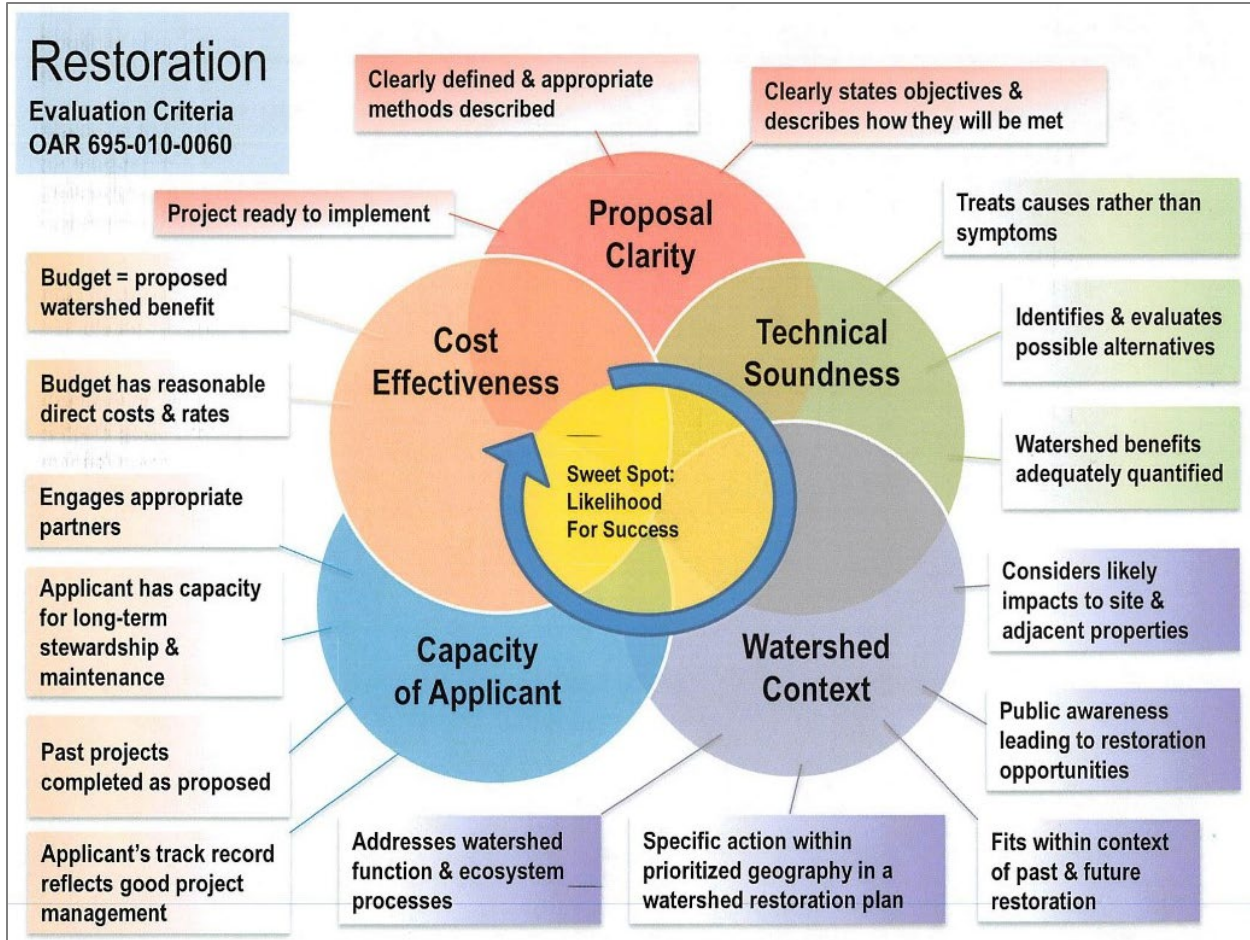 Restoration
Evaluation Criteria
OAR 695-010-0060
Clearly defined & appropriate
methods described
Clearly states objectives &
describes how they will be met
Project ready to implement
Proposal
Clarity
Treats causes rather than
symptoms
Budget = proposed
watershed benefit
Cost
Effectiveness
Technical
Soundness
Identifies & evaluates
possible alternatives
Budget has reasonable
direct costs & rates
Watershed benefits
adequately quantified
Sweet Spot:
Likelihood
For Success
Engages appropriate
partners
Applicant has capacity
for long-term
stewardship &
maintenance
Capacity
of Applicant
Watershed
Context
Considers likely
impacts to site &
adjacent properties
Past projects
completed as proposed
Public awareness
leading to restoration
opportunities
Applicant's track record
reflects good project
management
Addresses watershed
function & ecosystem
processes
Specific action within
prioritized geography in a
watershed restoration plan
Fits within context
of past & future
restoration